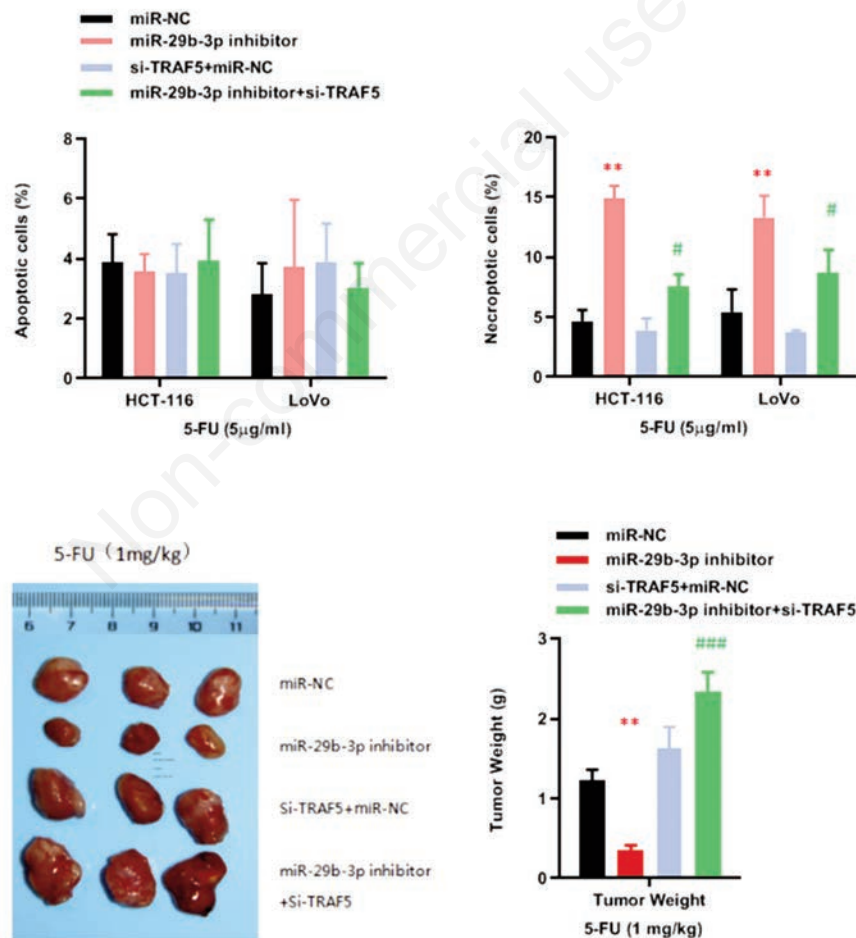 miR-NC
miR-29b-3p inhibitor
si-TRAF5+miR-NC
miR-29b-3p inhibitor+si-TRAF5
Non-commercial use
8
6
4
2
0
Apoptotic cells (%)
HCT-116 LoVo
5-FU (5μg/ml)
20
15
10
5
0
Necroptotic cells (%)
** ** # #
HCT-116 LoVo
5-FU (5μg/ml)
5-FU（1mg/kg）
6 7 8 9 10 11
miR-NC
miR-29b-3p inhibitor
Si-TRAF5+miR-NC
miR-29b-3p inhibitor
+Si-TRAF5
miR-NC
miR-29b-3p inhibitor
si-TRAF5+miR-NC
miR-29b-3p inhibitor+si-TRAF5
3
2
1
0
Tumor Weight (g)
** ###
Tumor Weight
5-FU (1 mg/kg)